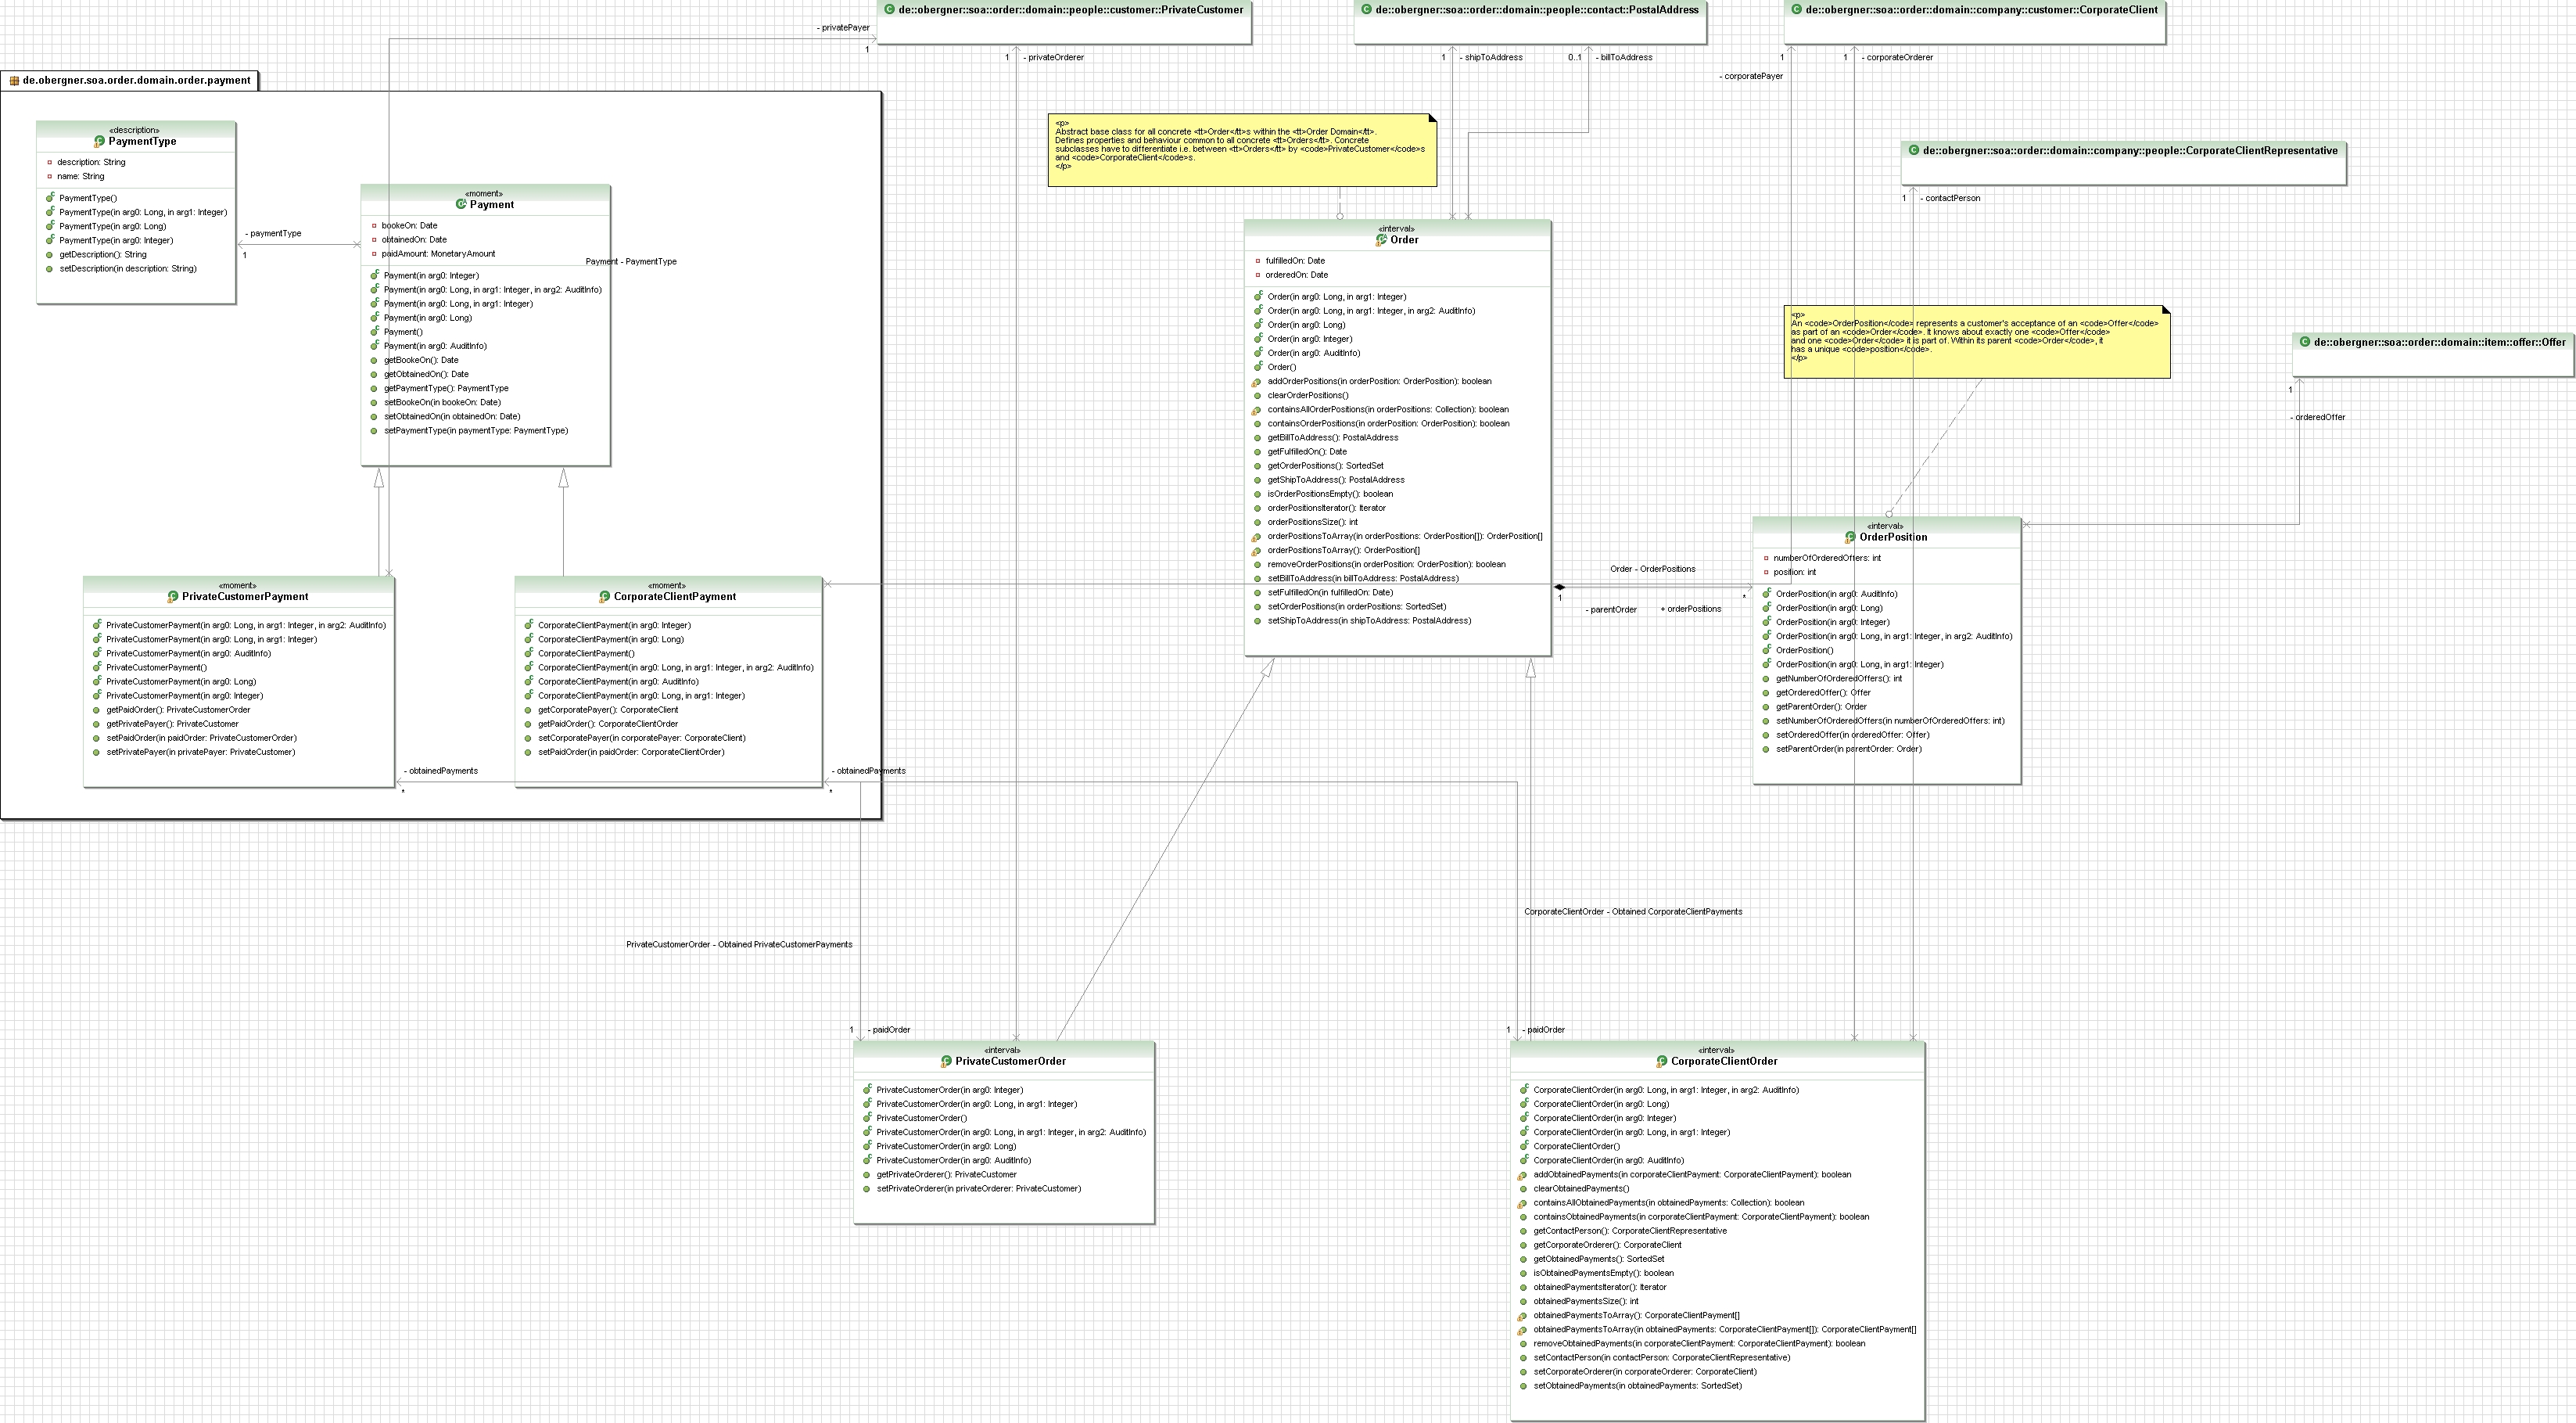 de::obergner::soa::order::domain::people::customer::PrivateCustomer
de::obergner::soa::order::domain::people::contact::PostalAddress
de::obergner::soa::order::domain::company::customer::CorporateClient
- privatePayer
1
1
- privateOrderer
1
- shipToAddress
0..1
- billToAddress
1
- corporatePayer
1
- corporateOrderer
de.obergner.soa.order.domain.order.payment
«description»
PaymentType
description: String
name: String
PaymentType()
PaymentType(in arg0: Long, in arg1: Integer)
PaymentType(in arg0: Long)
PaymentType(in arg0: Integer)
getDescription(): String
setDescription(in description: String)
- paymentType
1
«moment»
Payment
bookeOn: Date
obtainedOn: Date
paidAmount: MonetaryAmount
Payment - PaymentType
Payment(in arg0: Integer)
Payment(in arg0: Long, in arg1: Integer, in arg2: AuditInfo)
Payment(in arg0: Long, in arg1: Integer)
Payment(in arg0: Long)
Payment()
Payment(in arg0: AuditInfo)
getBookeOn(): Date
getObtainedOn(): Date
getPaymentType(): PaymentType
setBookeOn(in bookeOn: Date)
setObtainedOn(in obtainedOn: Date)
setPaymentType(in paymentType: PaymentType)
<p>
Abstract base class for all concrete <tt>Order</tt>s within the <tt>Order Domain</tt>.
Defines properties and behaviour common to all concrete <tt>Orders</tt>. Concrete
subclasses have to differentiate i.e. between <tt>Orders</tt> by <code>PrivateCustomer</code>s
and <code>CorporateClient</code>s.
</p>
de::obergner::soa::order::domain::company::people::CorporateClientRepresentative
1
- contactPerson
«interval»
Order
fulfilledOn: Date
orderedOn: Date
Order(in arg0: Long, in arg1: Integer)
Order(in arg0: Long, in arg1: Integer, in arg2: AuditInfo)
Order(in arg0: Long)
Order(in arg0: Integer)
Order(in arg0: AuditInfo)
Order()
addOrderPositions(in orderPosition: OrderPosition): boolean
clearOrderPositions()
containsAllOrderPositions(in orderPositions: Collection): boolean
containsOrderPositions(in orderPosition: OrderPosition): boolean
getBillToAddress(): PostalAddress
getFulfilledOn(): Date
getOrderPositions(): SortedSet
getShipToAddress(): PostalAddress
isOrderPositionsEmpty(): boolean
orderPositionsIterator(): Iterator
orderPositionsSize(): int
orderPositionsToArray(in orderPositions: OrderPosition[]): OrderPosition[]
orderPositionsToArray(): OrderPosition[]
removeOrderPositions(in orderPosition: OrderPosition): boolean
setBillToAddress(in billToAddress: PostalAddress)
setFulfilledOn(in fulfilledOn: Date)
setOrderPositions(in orderPositions: SortedSet)
setShipToAddress(in shipToAddress: PostalAddress)
<p>
An <code>OrderPosition</code> represents a customer's acceptance of an <code>Offer</code>
as part of an <code>Order</code>. It knows about exactly one <code>Offer</code>
and one <code>Order</code> it is part of. Within its parent <code>Order</code>, it
has a unique <code>position</code>.
</p>
de::obergner::soa::order::domain::item::offer::Offer
1
- orderedOffer
Order - OrderPositions
1
- parentOrder
+ orderPositions
*
«interval»
OrderPosition
numberOfOrderedOffers: int
position: int
OrderPosition(in arg0: AuditInfo)
OrderPosition(in arg0: Long)
OrderPosition(in arg0: Integer)
OrderPosition(in arg0: Long, in arg1: Integer, in arg2: AuditInfo)
OrderPosition()
OrderPosition(in arg0: Long, in arg1: Integer)
getNumberOfOrderedOffers(): int
getOrderedOffer(): Offer
getParentOrder(): Order
setNumberOfOrderedOffers(in numberOfOrderedOffers: int)
setOrderedOffer(in orderedOffer: Offer)
setParentOrder(in parentOrder: Order)
«moment»
PrivateCustomerPayment
PrivateCustomerPayment(in arg0: Long, in arg1: Integer, in arg2: AuditInfo)
PrivateCustomerPayment(in arg0: Long, in arg1: Integer)
PrivateCustomerPayment(in arg0: AuditInfo)
PrivateCustomerPayment()
PrivateCustomerPayment(in arg0: Long)
PrivateCustomerPayment(in arg0: Integer)
getPaidOrder(): PrivateCustomerOrder
getPrivatePayer(): PrivateCustomer
setPaidOrder(in paidOrder: PrivateCustomerOrder)
setPrivatePayer(in privatePayer: PrivateCustomer)
- obtainedPayments
*
«moment»
CorporateClientPayment
CorporateClientPayment(in arg0: Integer)
CorporateClientPayment(in arg0: Long)
CorporateClientPayment()
CorporateClientPayment(in arg0: Long, in arg1: Integer, in arg2: AuditInfo)
CorporateClientPayment(in arg0: AuditInfo)
CorporateClientPayment(in arg0: Long, in arg1: Integer)
getCorporatePayer(): CorporateClient
getPaidOrder(): CorporateClientOrder
setCorporatePayer(in corporatePayer: CorporateClient)
setPaidOrder(in paidOrder: CorporateClientOrder)
- obtainedPayments
*
CorporateClientOrder - Obtained CorporateClientPayments
PrivateCustomerOrder - Obtained PrivateCustomerPayments
1
- paidOrder
1
- paidOrder
«interval»
PrivateCustomerOrder
PrivateCustomerOrder(in arg0: Integer)
PrivateCustomerOrder(in arg0: Long, in arg1: Integer)
PrivateCustomerOrder()
PrivateCustomerOrder(in arg0: Long, in arg1: Integer, in arg2: AuditInfo)
PrivateCustomerOrder(in arg0: Long)
PrivateCustomerOrder(in arg0: AuditInfo)
getPrivateOrderer(): PrivateCustomer
setPrivateOrderer(in privateOrderer: PrivateCustomer)
«interval»
CorporateClientOrder
CorporateClientOrder(in arg0: Long, in arg1: Integer, in arg2: AuditInfo)
CorporateClientOrder(in arg0: Long)
CorporateClientOrder(in arg0: Integer)
CorporateClientOrder(in arg0: Long, in arg1: Integer)
CorporateClientOrder()
CorporateClientOrder(in arg0: AuditInfo)
addObtainedPayments(in corporateClientPayment: CorporateClientPayment): boolean
clearObtainedPayments()
containsAllObtainedPayments(in obtainedPayments: Collection): boolean
containsObtainedPayments(in corporateClientPayment: CorporateClientPayment): boolean
getContactPerson(): CorporateClientRepresentative
getCorporateOrderer(): CorporateClient
getObtainedPayments(): SortedSet
isObtainedPaymentsEmpty(): boolean
obtainedPaymentsIterator(): Iterator
obtainedPaymentsSize(): int
obtainedPaymentsToArray(): CorporateClientPayment[]
obtainedPaymentsToArray(in obtainedPayments: CorporateClientPayment[]): CorporateClientPayment[]
removeObtainedPayments(in corporateClientPayment: CorporateClientPayment): boolean
setContactPerson(in contactPerson: CorporateClientRepresentative)
setCorporateOrderer(in corporateOrderer: CorporateClient)
setObtainedPayments(in obtainedPayments: SortedSet)